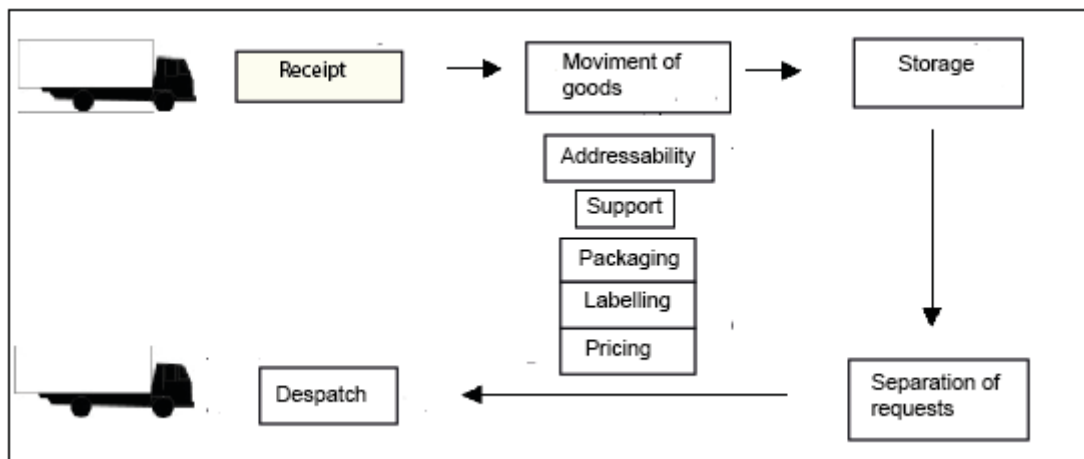 Receipt
Moviment of
goods
Storage
Addressability
Support
Packaging
Labelling
Pricing
Despatch
Separation of
requests